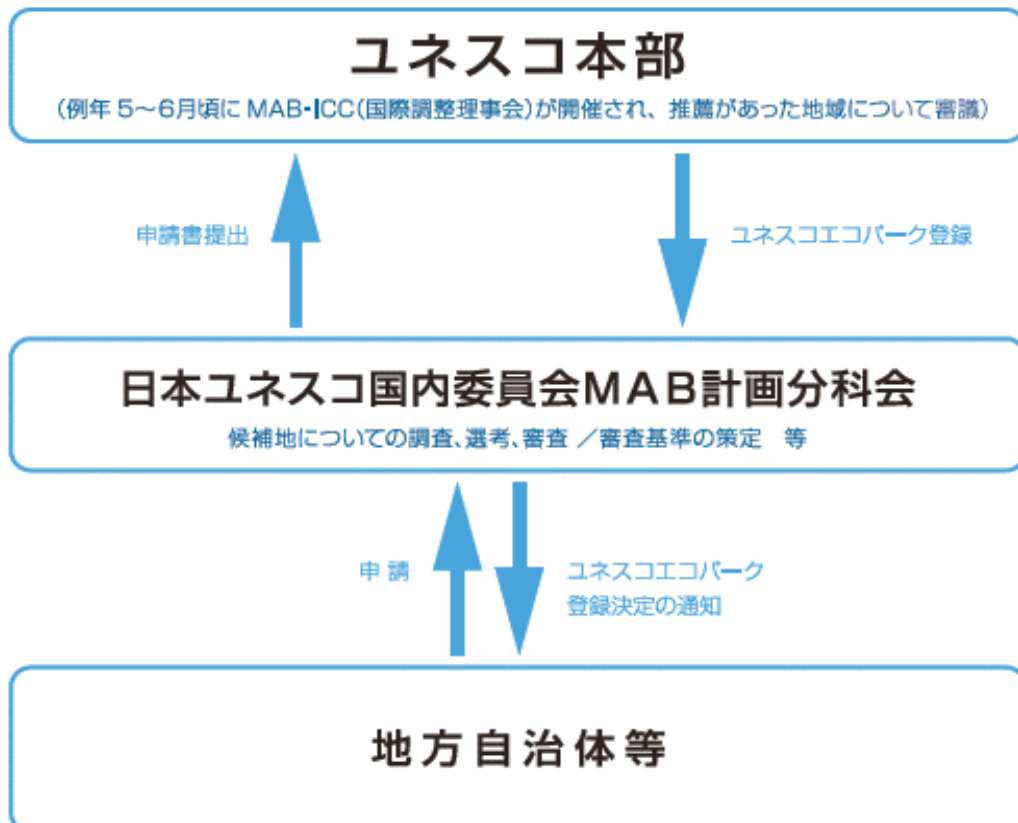 ユネスコ本部
(例年 5〜6月頃に MAB・ICC(国際調整理事会)が開催され、推薦があった地域について審議)
申請書提出
ユネスコエコパーク登録
日本ユネスコ国内委員会MAB計画分科会
候補地についての調査、選考、審査 ／審査基準の策定　等
申 請
ユネスコエコパーク
登録決定の通知
地方自治体等